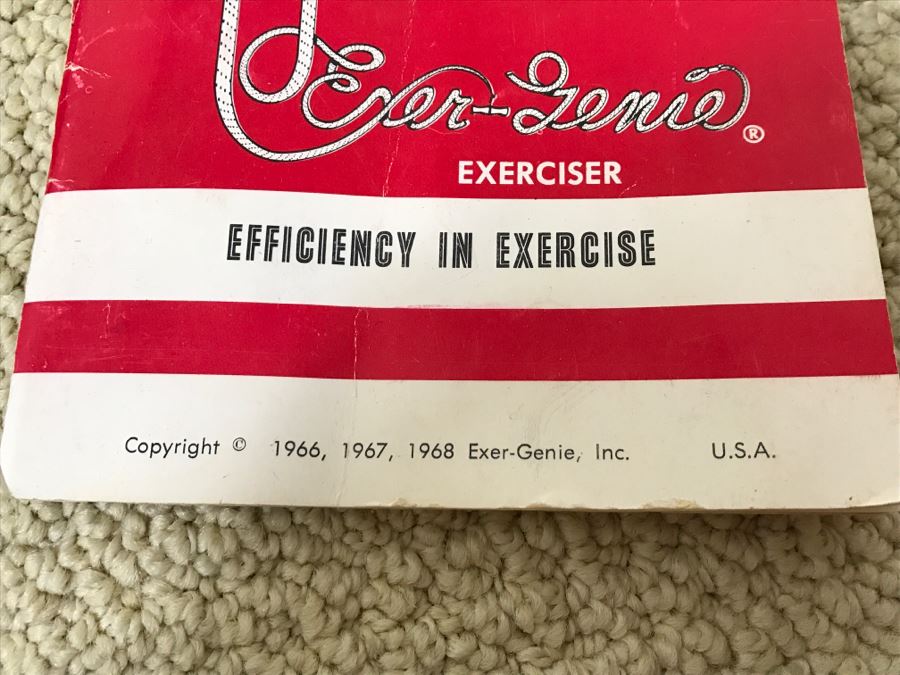 Exer-Genie ®
EXERCISER
EFFICIENCY IN EXERCISE
Copyright © 1966, 1967, 1968 Exer-Genie, Inc. U.S.A.